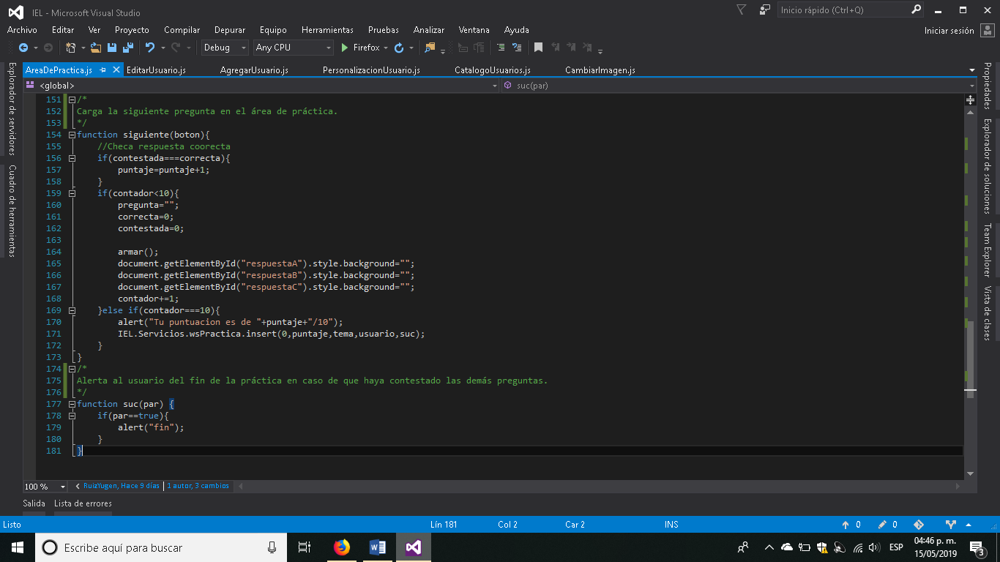 IEL - Microsoft Visual Studio
Inicio rápido (Ctrl+Q)
Archivo Editar Ver Proyecto Compilar Depurar Equipo Herramientas Pruebas Analizar Ventana Ayuda
Iniciar sesión
Debug Any CPU Firefox
AreaDePractica.js EditarUsuario.js AgregarUsuario.js PersonalizacionUsuario.js CatalogoUsuarios.js CambiarImagen.js
<global> suc(par)
Explorador de servidores
Cuadro de herramientas
151 /*
152 Carga la siguiente pregunta en el área de práctica.
153 */
154 function siguiente(boton){
155     //Checa respuesta coorecta
156     if(contestada===correcta){
157         puntaje=puntaje+1;
158     }
159     if(contador<10){
160         pregunta="";
161         correcta=0;
162         contestada=0;
163
164         armar();
165         document.getElementById("respuestaA").style.background="";
166         document.getElementById("respuestaB").style.background="";
167         document.getElementById("respuestaC").style.background="";
168         contador+=1;
169     }else if(contador===10){
170         alert("Tu puntuacion es de "+puntaje+"/10");
171         IEL.Servicios.wsPractica.insert(0,puntaje,tema,usuario,suc);
172     }
173 }
174 /*
175 Alerta al usuario del fin de la práctica en caso de que haya contestado las demás preguntas.
176 */
177 function suc(par) {
178     if(par==true){
179         alert("fin");
180     }
181 }
Propiedades
Explorador de soluciones
Team Explorer
Vista de clases
100 % RuizYugen, Hace 9 días | 1 autor, 3 cambios
Salida Lista de errores
Listo Lín 181 Col 2 Car 2 INS 0 0
Escribe aquí para buscar
ESP
04:46 p. m.
15/05/2019
3